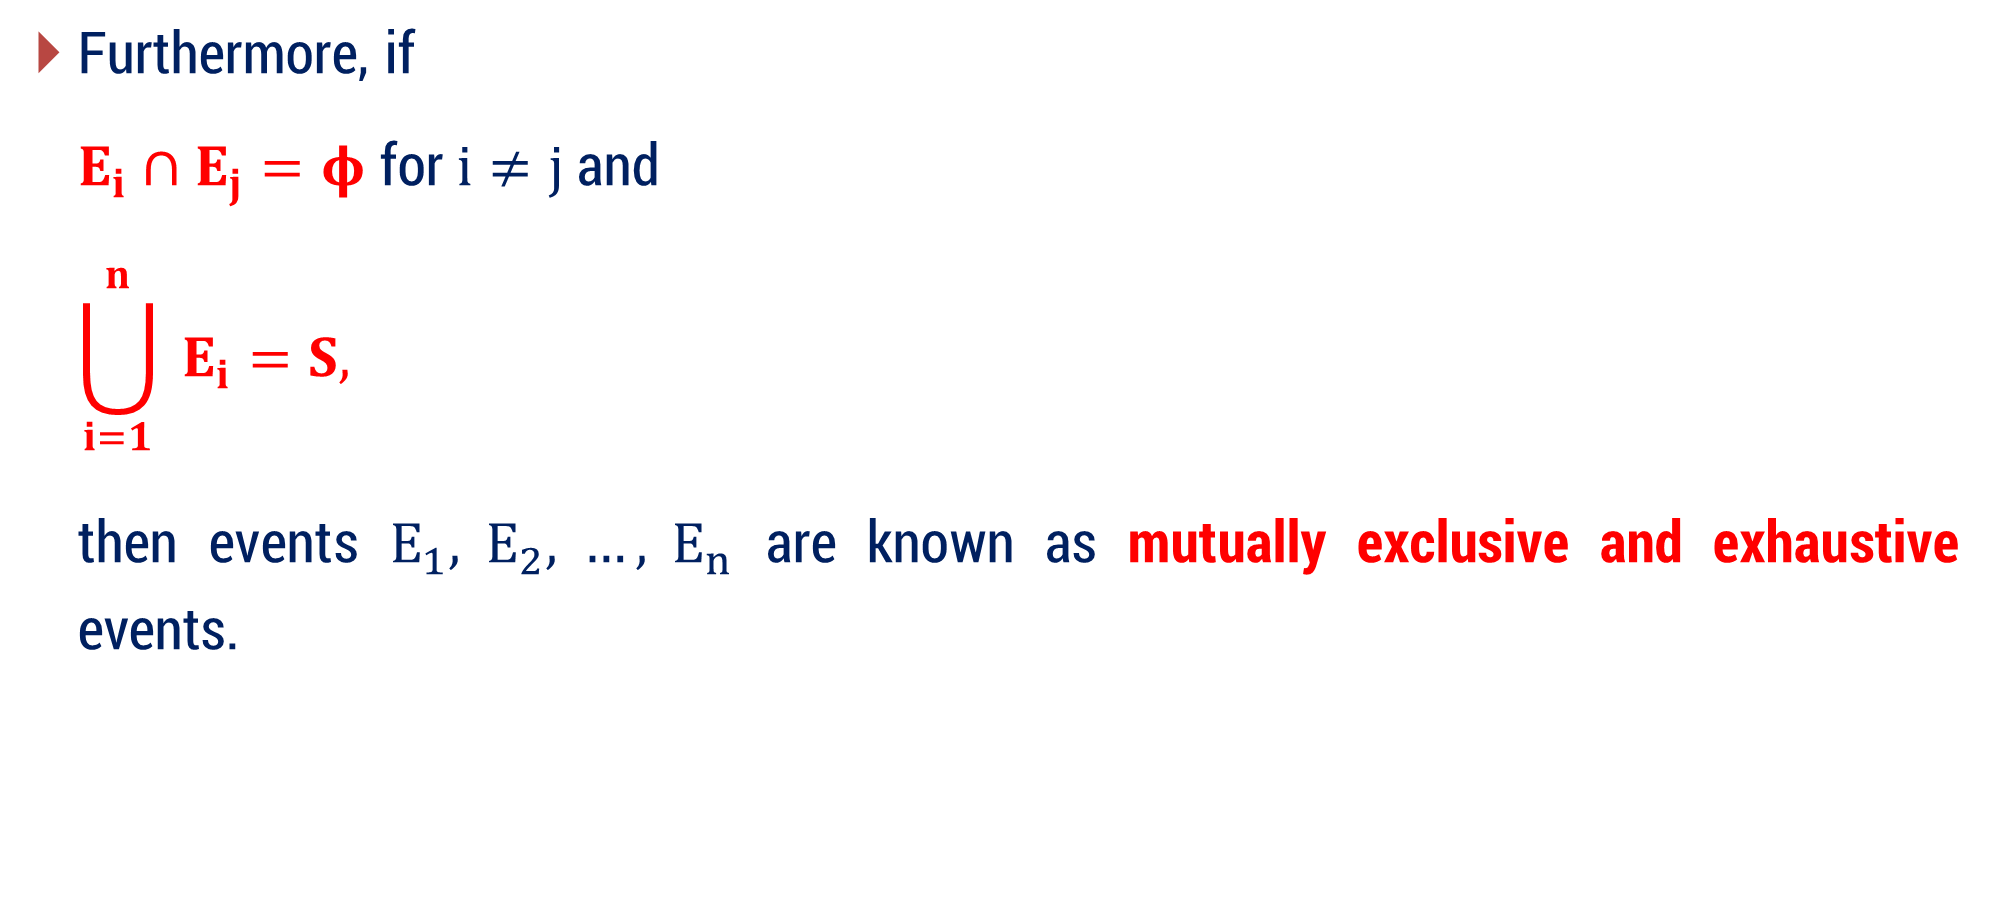 Furthermore, if
Eᵢ ∩ Eⱼ = ϕ for i ≠ j and
n
⋃ Eᵢ = S,
i=1
then events E₁, E₂, … , Eₙ are known as mutually exclusive and exhaustive
events.